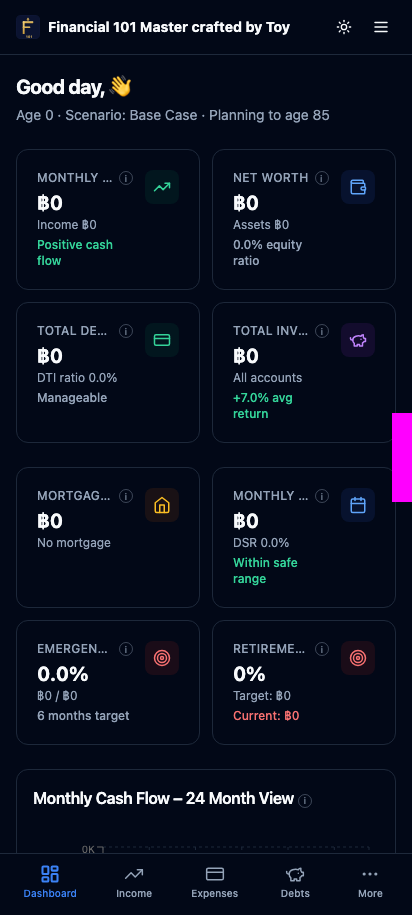 Financial 101 Master crafted by Toy
Good day, 👋
Age 0 · Scenario: Base Case · Planning to age 85
MONTHLY ...
฿0
Income ฿0
Positive cash
flow
NET WORTH
฿0
Assets ฿0
0.0% equity
ratio
TOTAL DE...
฿0
DTI ratio 0.0%
Manageable
TOTAL INV...
฿0
All accounts
+7.0% avg
return
MORTGAG...
฿0
No mortgage
MONTHLY ...
฿0
DSR 0.0%
Within safe
range
EMERGEN...
0.0%
฿0 / ฿0
6 months target
RETIREME...
0%
Target: ฿0
Current: ฿0
Monthly Cash Flow – 24 Month View
0K
Dashboard
Income
Expenses
Debts
More